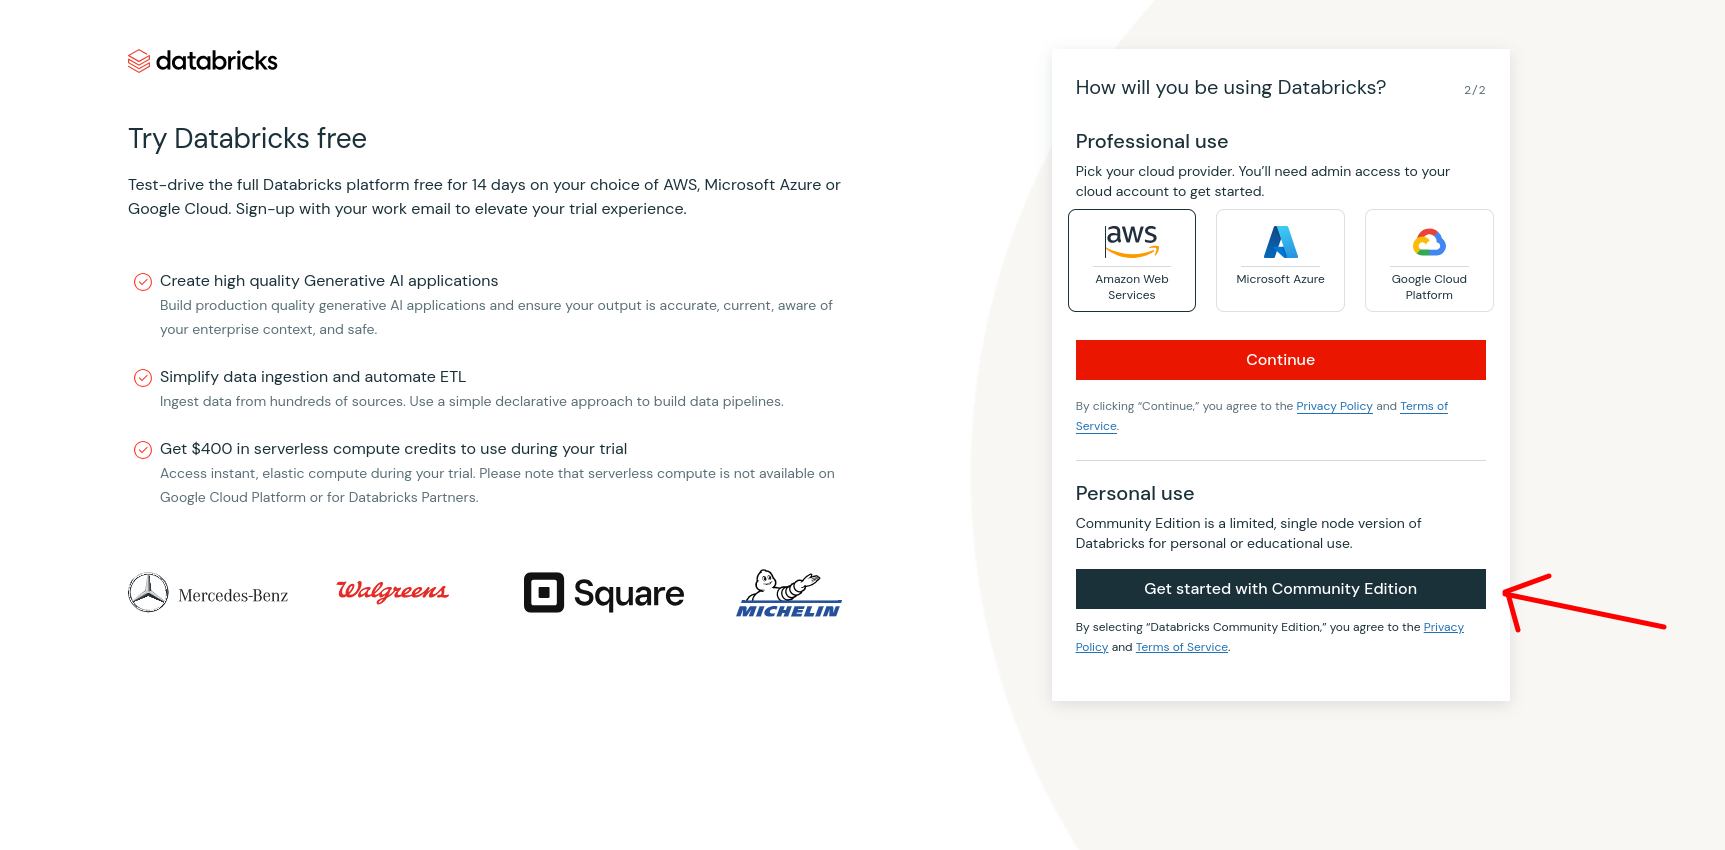 databricks
Try Databricks free
Test-drive the full Databricks platform free for 14 days on your choice of AWS, Microsoft Azure or
Google Cloud. Sign-up with your work email to elevate your trial experience.
Create high quality Generative AI applications
Build production quality generative AI applications and ensure your output is accurate, current, aware of
your enterprise context, and safe.
Simplify data ingestion and automate ETL
Ingest data from hundreds of sources. Use a simple declarative approach to build data pipelines.
Get $400 in serverless compute credits to use during your trial
Access instant, elastic compute during your trial. Please note that serverless compute is not available on
Google Cloud Platform or for Databricks Partners.
Mercedes-Benz
Walgreens
Square
MICHELIN
How will you be using Databricks?
2/2
Professional use
Pick your cloud provider. You’ll need admin access to your
cloud account to get started.
aws
Amazon Web
Services
Microsoft Azure
Google Cloud
Platform
Continue
By clicking “Continue,” you agree to the Privacy Policy and Terms of
Service.
Personal use
Community Edition is a limited, single node version of
Databricks for personal or educational use.
Get started with Community Edition
By selecting “Databricks Community Edition,” you agree to the Privacy
Policy and Terms of Service.